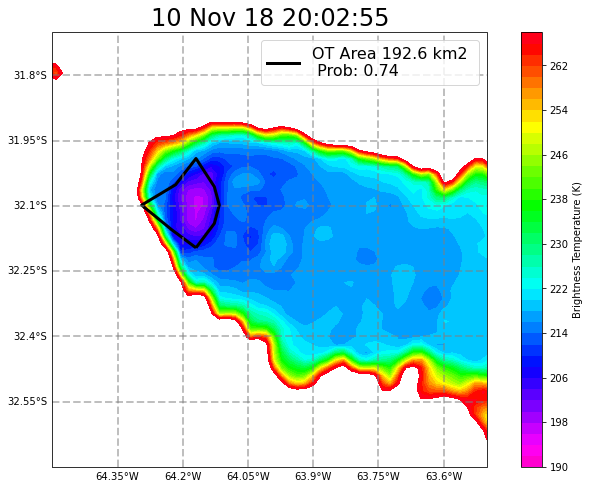 10 Nov 18 20:02:55
OT Area 192.6 km2
Prob: 0.74
31.8°S
31.95°S
32.1°S
32.25°S
32.4°S
32.55°S
64.35°W
64.2°W
64.05°W
63.9°W
63.75°W
63.6°W
262
254
246
238
230
222
214
206
198
190
Brightness Temperature (K)